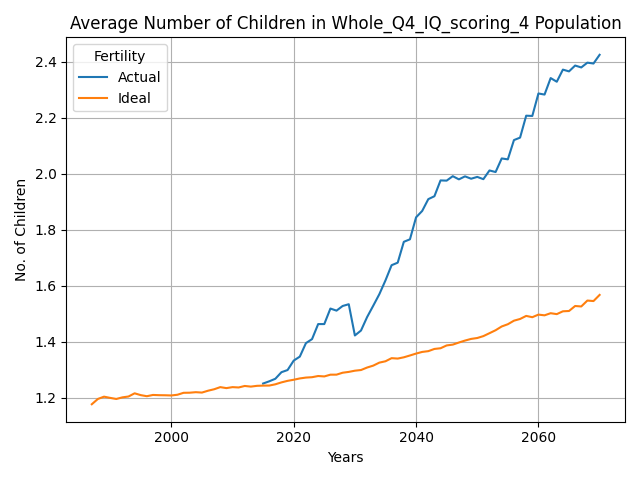 Average Number of Children in Whole_Q4_IQ_scoring_4 Population
Fertility
Actual
Ideal
No. of Children
2.4
2.2
2.0
1.8
1.6
1.4
1.2
2000 2020 2040 2060
Years